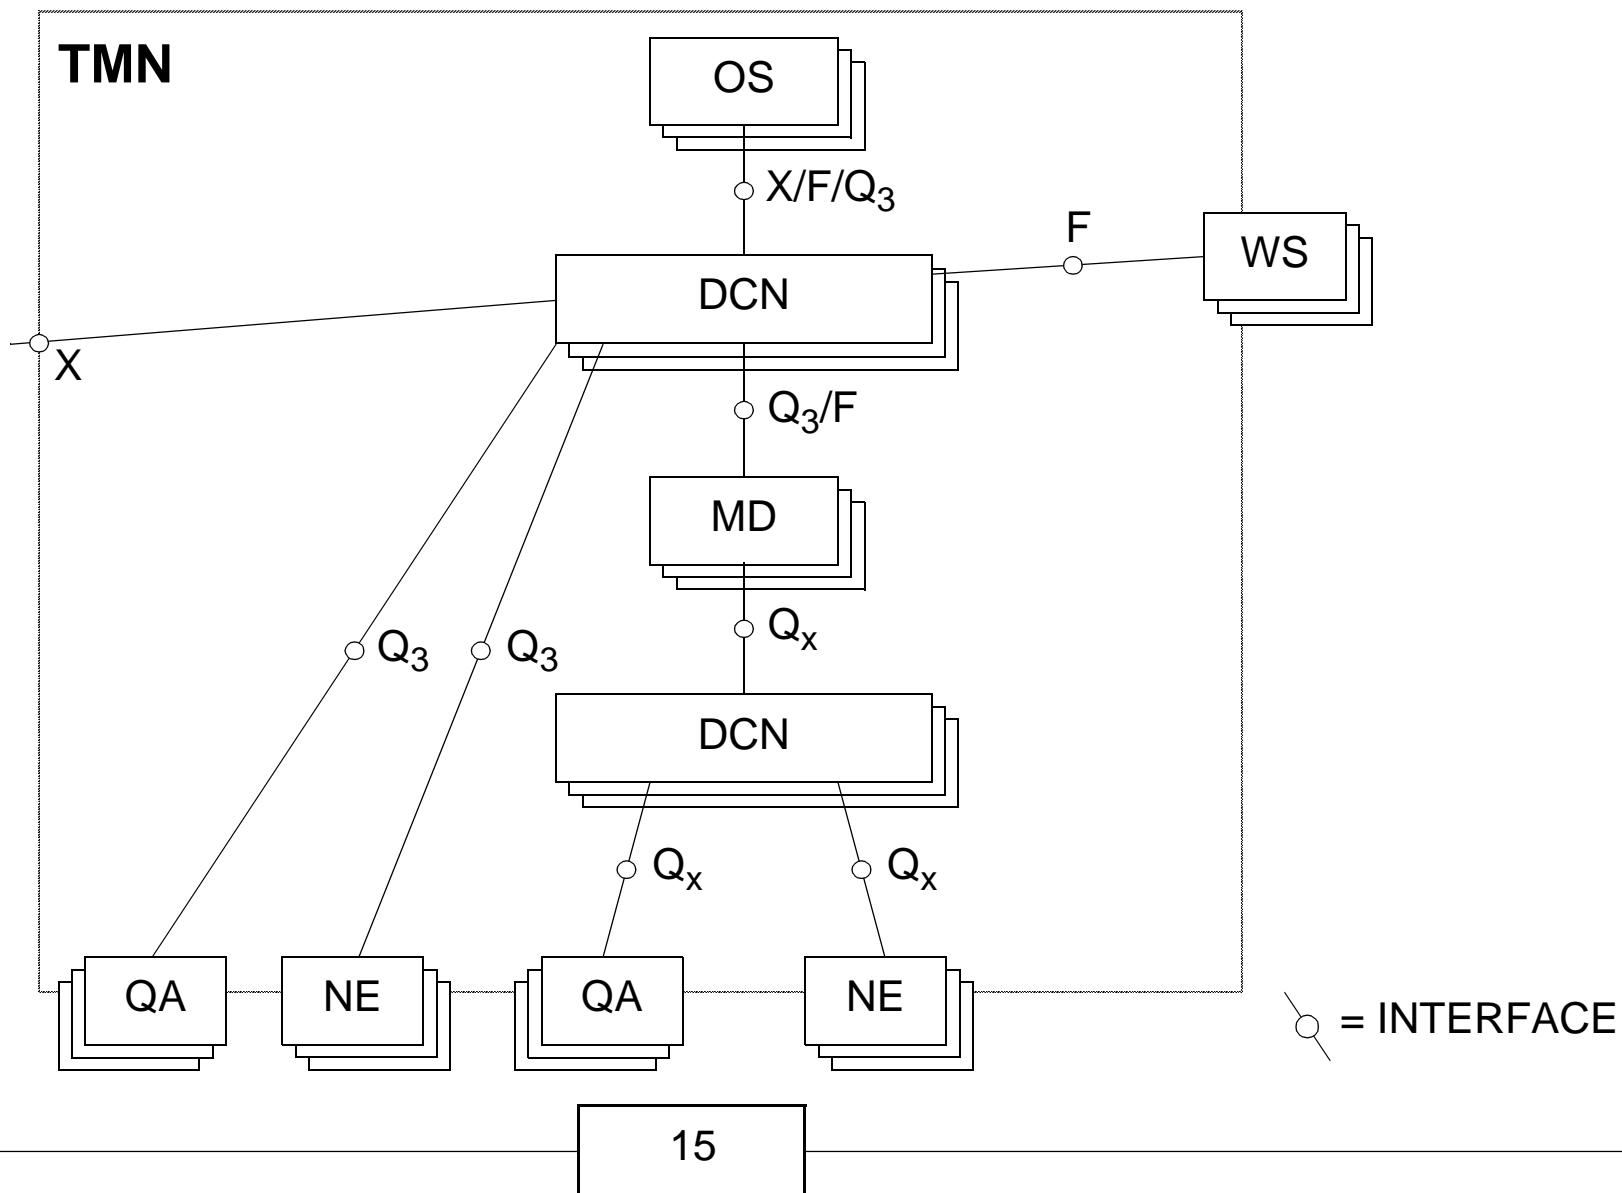 TMN
OS
X/F/Q3
F
WS
DCN
X
Q3/F
MD
Q3
Q3
Qx
DCN
Qx
Qx
QA
NE
QA
NE
= INTERFACE
15